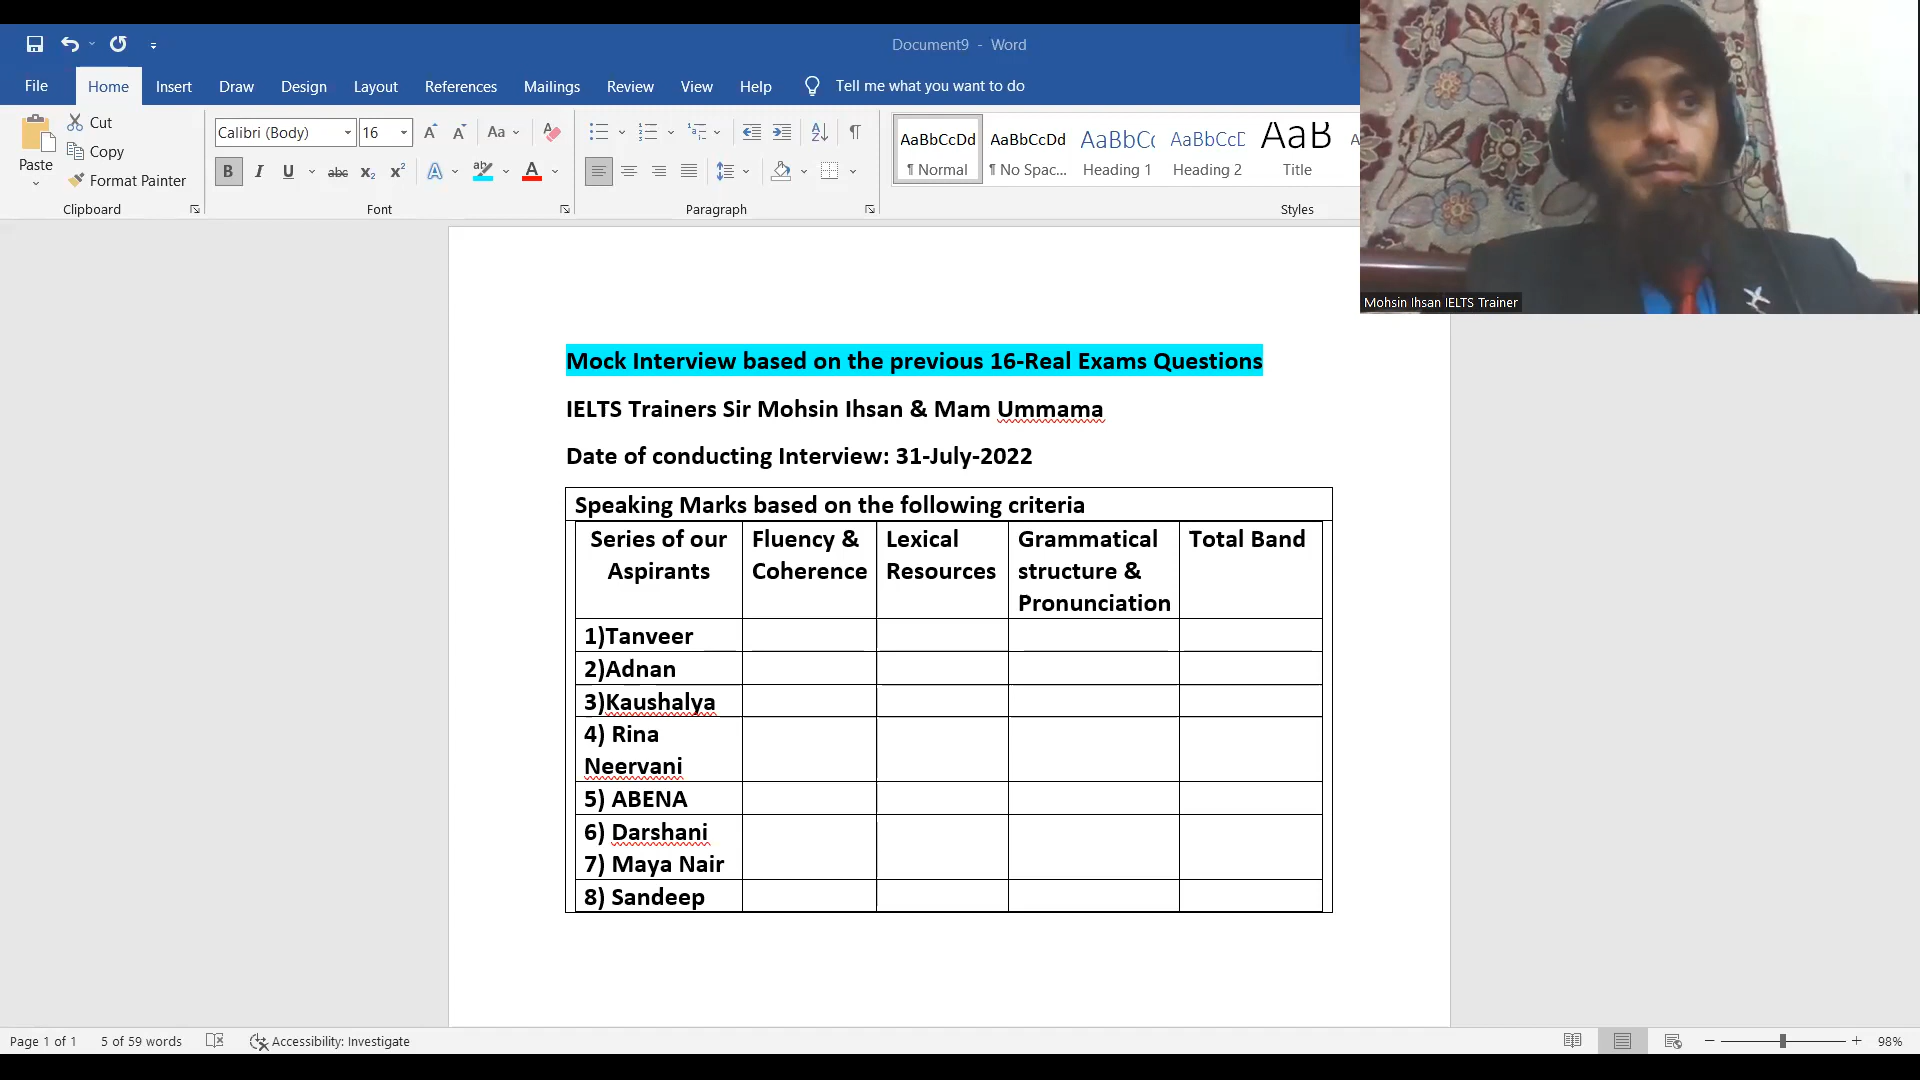 Document9 - Word
File Home Insert Draw Design Layout References Mailings Review View Help Tell me what you want to do
Paste
Cut
Copy
Format Painter
Clipboard
Calibri (Body) 16
Aa
B I U abc x₂ x² A ab A
Font
Paragraph
AaBbCcDd AaBbCcDd AaBbCc AaBbCcD AaB
¶ Normal ¶ No Spac... Heading 1 Heading 2 Title
Styles
Mohsin Ihsan IELTS Trainer
Mock Interview based on the previous 16-Real Exams Questions
IELTS Trainers Sir Mohsin Ihsan & Mam Ummama
Date of conducting Interview: 31-July-2022
Speaking Marks based on the following criteria
Series of our Aspirants
Fluency & Coherence
Lexical Resources
Grammatical structure & Pronunciation
Total Band
1)Tanveer
2)Adnan
3)Kaushalya
4) Rina
Neervani
5) ABENA
6) Darshani
7) Maya Nair
8) Sandeep
Page 1 of 1 5 of 59 words Accessibility: Investigate 98%